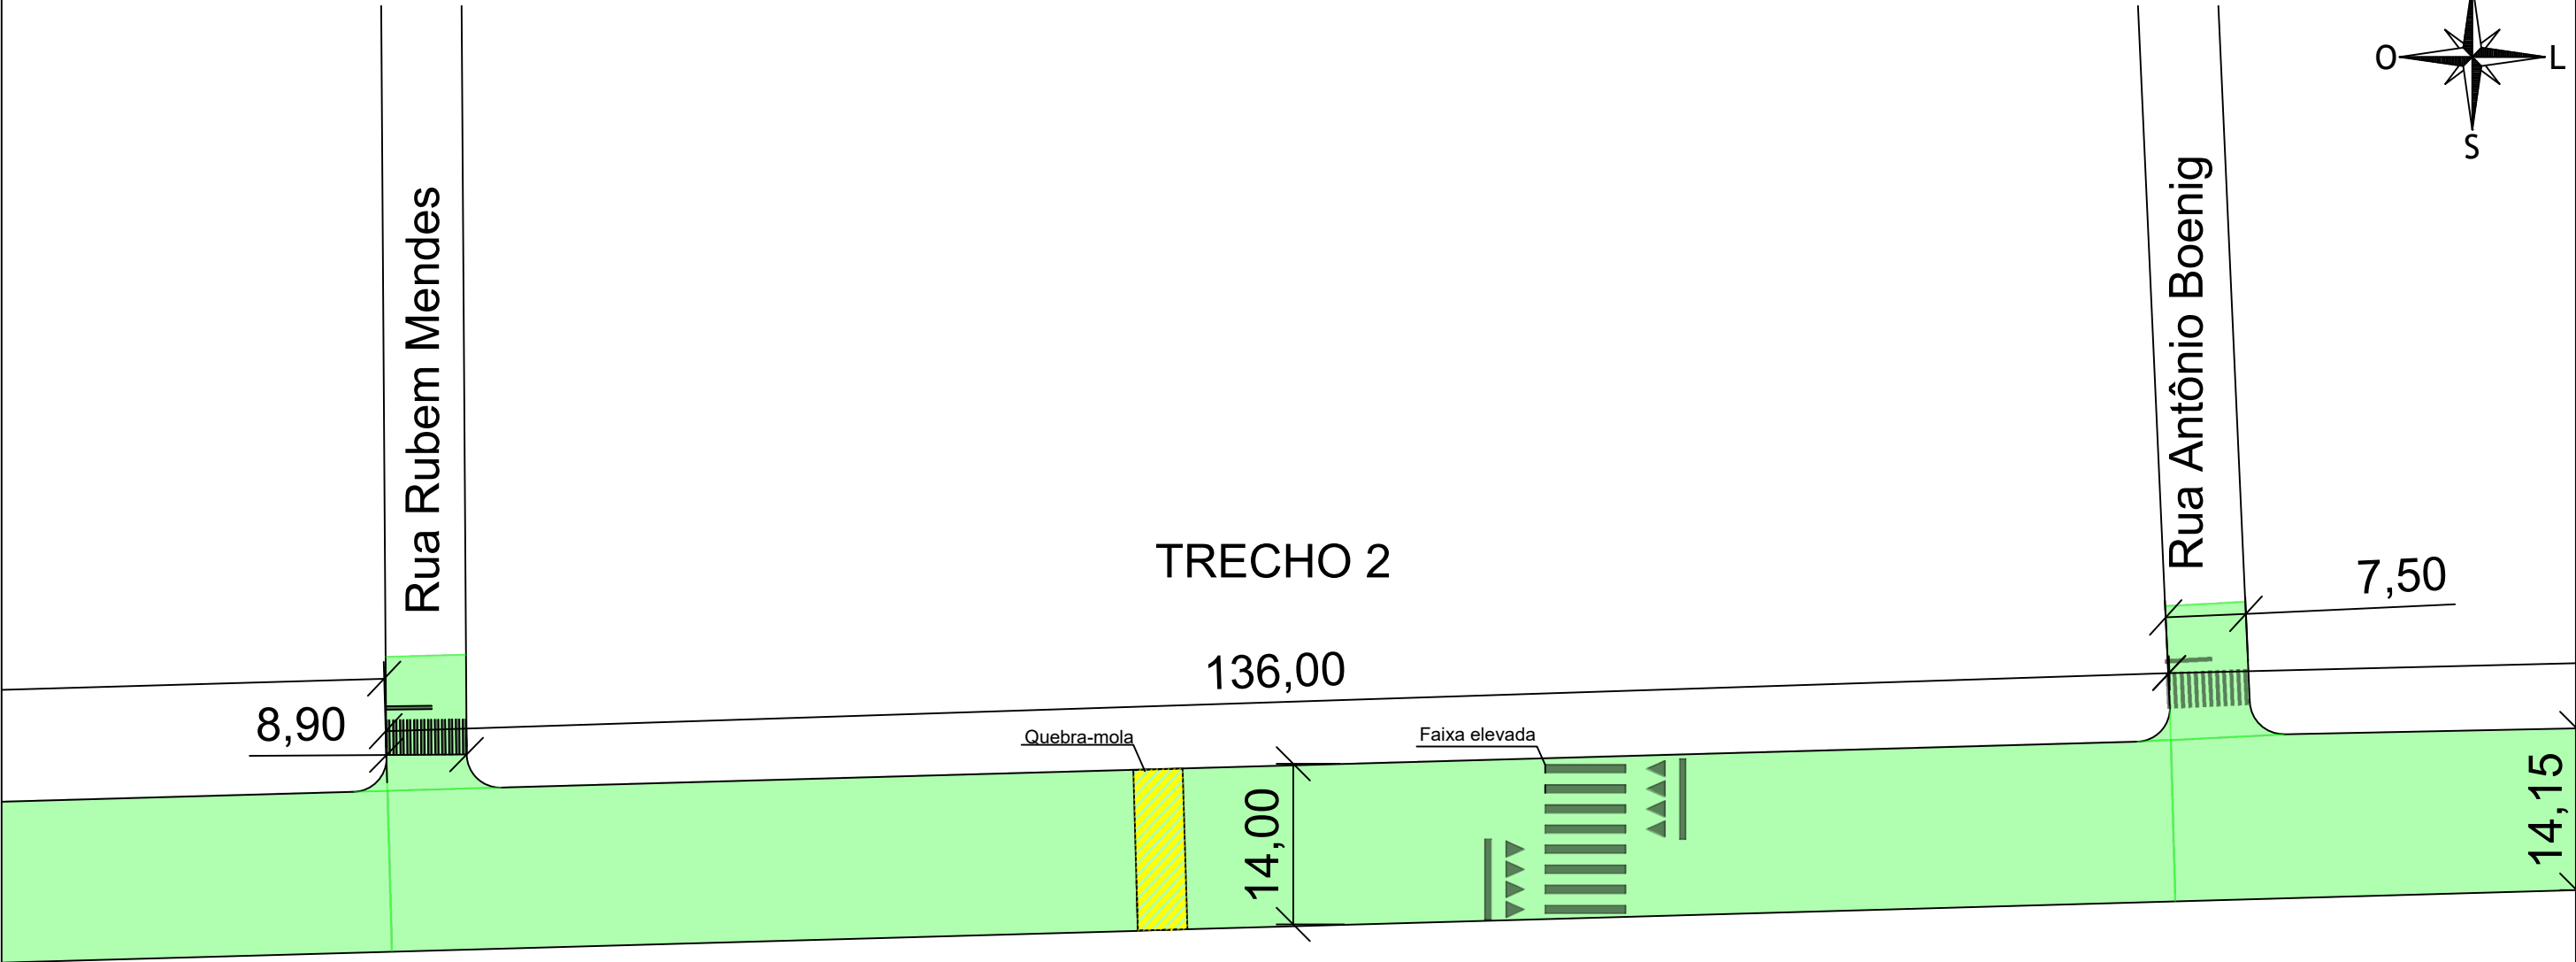 O
L
S
Rua Rubem Mendes
Rua Antônio Boenig
TRECHO 2
7,50
136,00
8,90
Quebra-mola
Faixa elevada
14,00
14,15